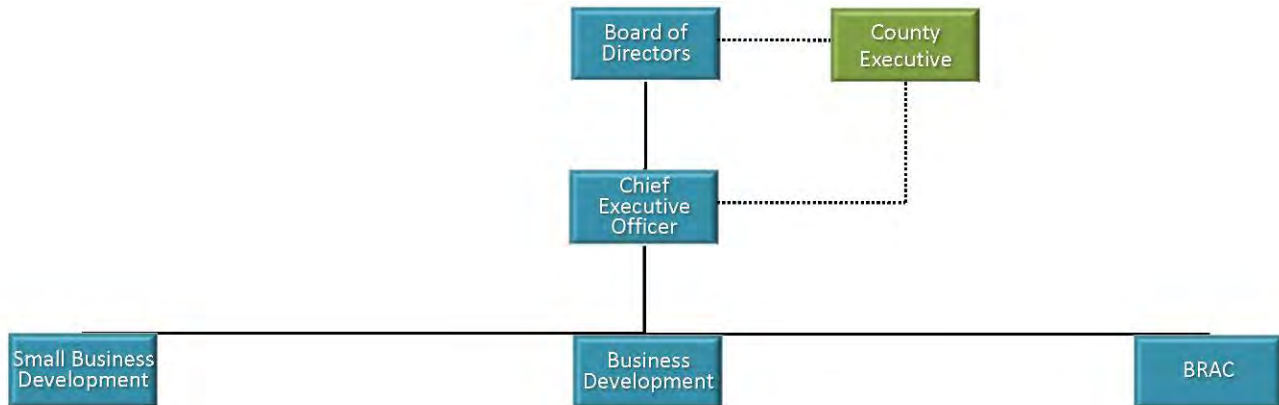 Board of
Directors
County
Executive
Chief
Executive
Officer
Small Business
Development
Business
Development
BRAC